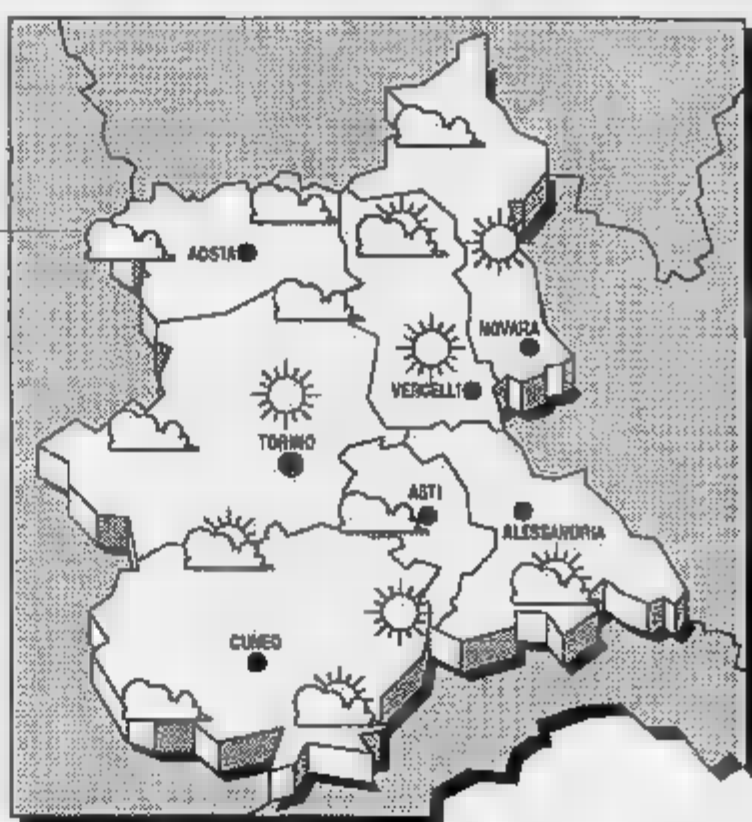 AOSTA
NOVARA
VERCELLI
TORINO
ASTI
ALESSANDRIA
CUNEO